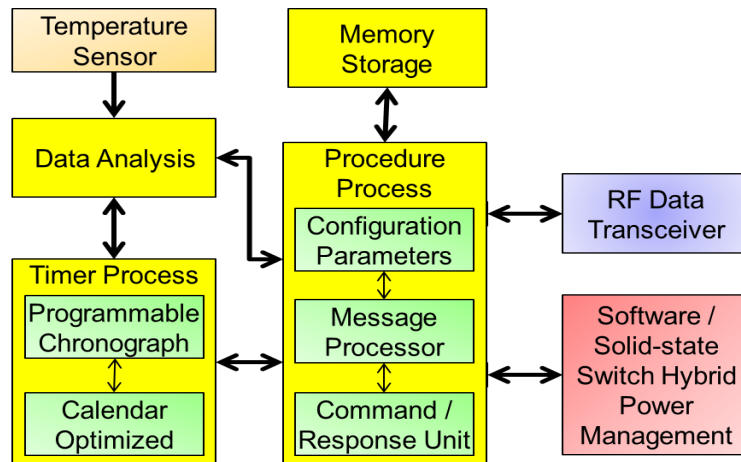 Temperature
Sensor
Memory
Storage
Data Analysis
Procedure
Process
Configuration
Parameters
Message
Processor
Command /
Response Unit
Timer Process
Programmable
Chronograph
Calendar
Optimized
RF Data
Transceiver
Software /
Solid-state
Switch Hybrid
Power
Management